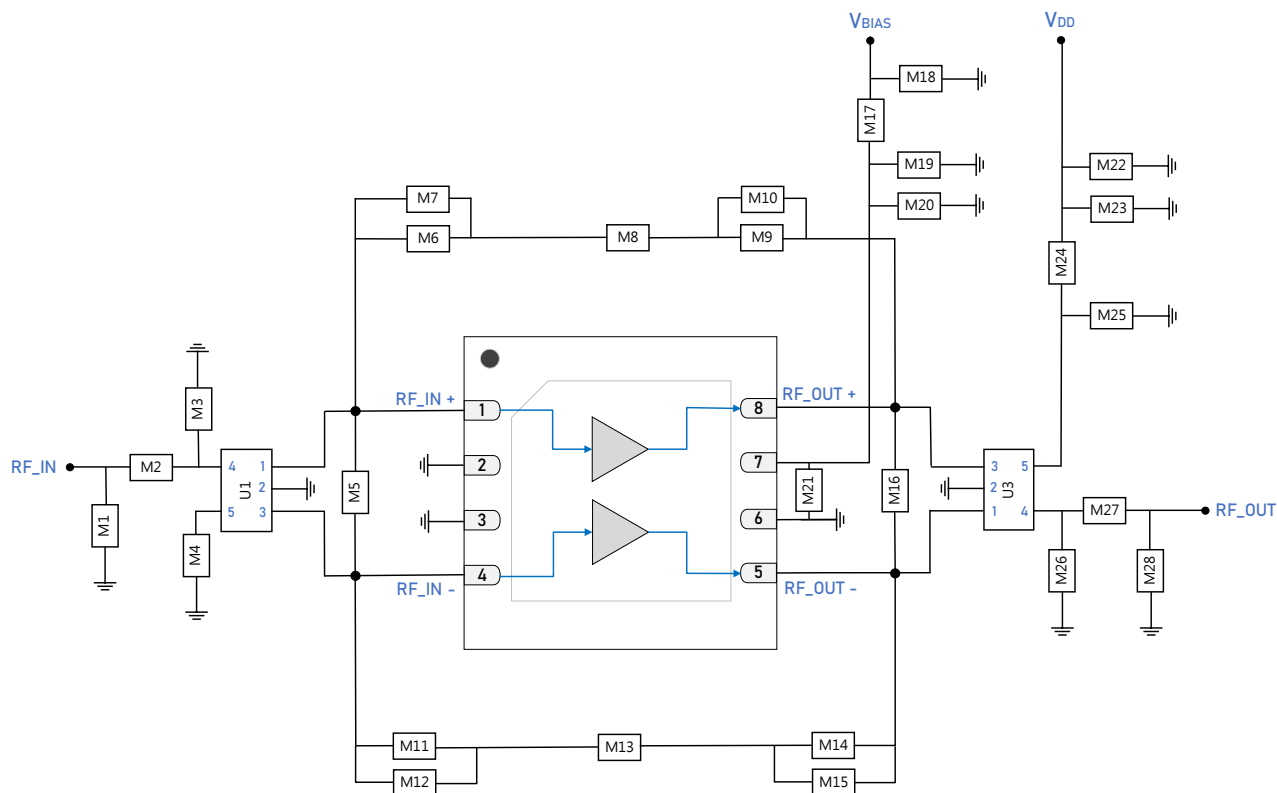 VBIAS
VDD
M18
M17
M19
M20
M22
M23
M24
M25
M7
M10
M6
M8
M9
RF_IN +
1
8
RF_OUT +
M3
RF_IN
M2
4
1
2
5
3
U1
M1
M4
M5
2
7
M21
M16
3
6
3
5
2
1
4
U3
M27
RF_OUT
M26
M28
RF_IN -
4
5
RF_OUT -
M11
M13
M14
M12
M15